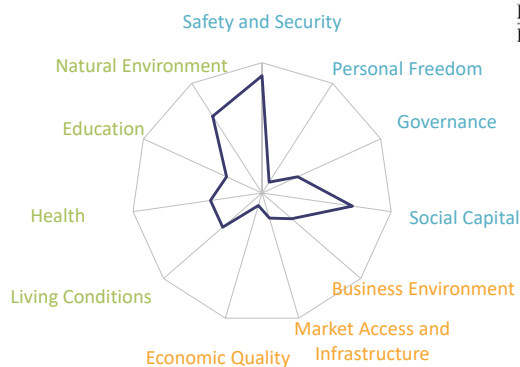 Safety and Security
Natural Environment
Personal Freedom
Education
Governance
Health
Social Capital
Living Conditions
Business Environment
Market Access and
Infrastructure
Economic Quality